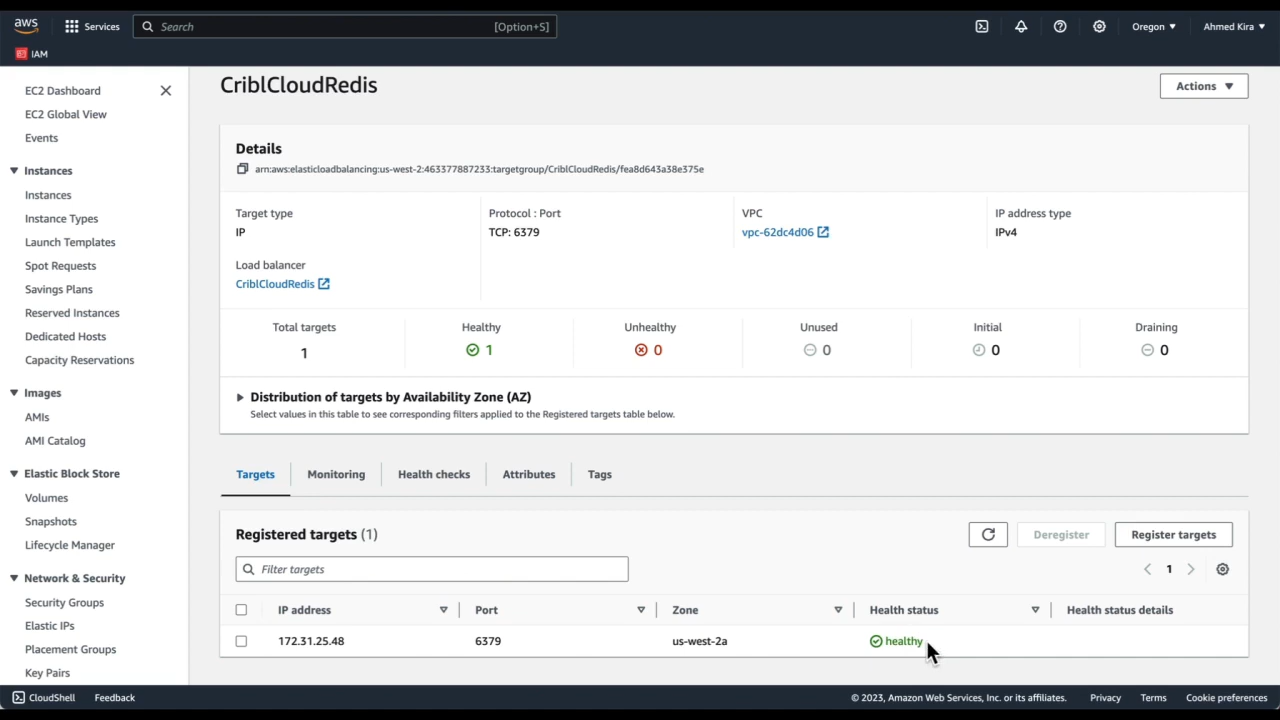 aws
Services
Search
[Option+S]
Oregon
Ahmed Kira
IAM
EC2 Dashboard
EC2 Global View
Events
Instances
Instances
Instance Types
Launch Templates
Spot Requests
Savings Plans
Reserved Instances
Dedicated Hosts
Capacity Reservations
Images
AMIs
AMI Catalog
Elastic Block Store
Volumes
Snapshots
Lifecycle Manager
Network & Security
Security Groups
Elastic IPs
Placement Groups
Key Pairs
CriblCloudRedis
Actions
Details
arn:aws:elasticloadbalancing:us-west-2:463377887233:targetgroup/CriblCloudRedis/fea8d643a38e375e
Target type
IP
Protocol : Port
TCP: 6379
VPC
vpc-62dc4d06
IP address type
IPv4
Load balancer
CriblCloudRedis
Total targets
1
Healthy
1
Unhealthy
0
Unused
0
Initial
0
Draining
0
Distribution of targets by Availability Zone (AZ)
Select values in this table to see corresponding filters applied to the Registered targets table below.
Targets
Monitoring
Health checks
Attributes
Tags
Registered targets (1)
Deregister
Register targets
Filter targets
1
IP address
Port
Zone
Health status
Health status details
172.31.25.48
6379
us-west-2a
healthy
CloudShell
Feedback
© 2023, Amazon Web Services, Inc. or its affiliates.
Privacy
Terms
Cookie preferences